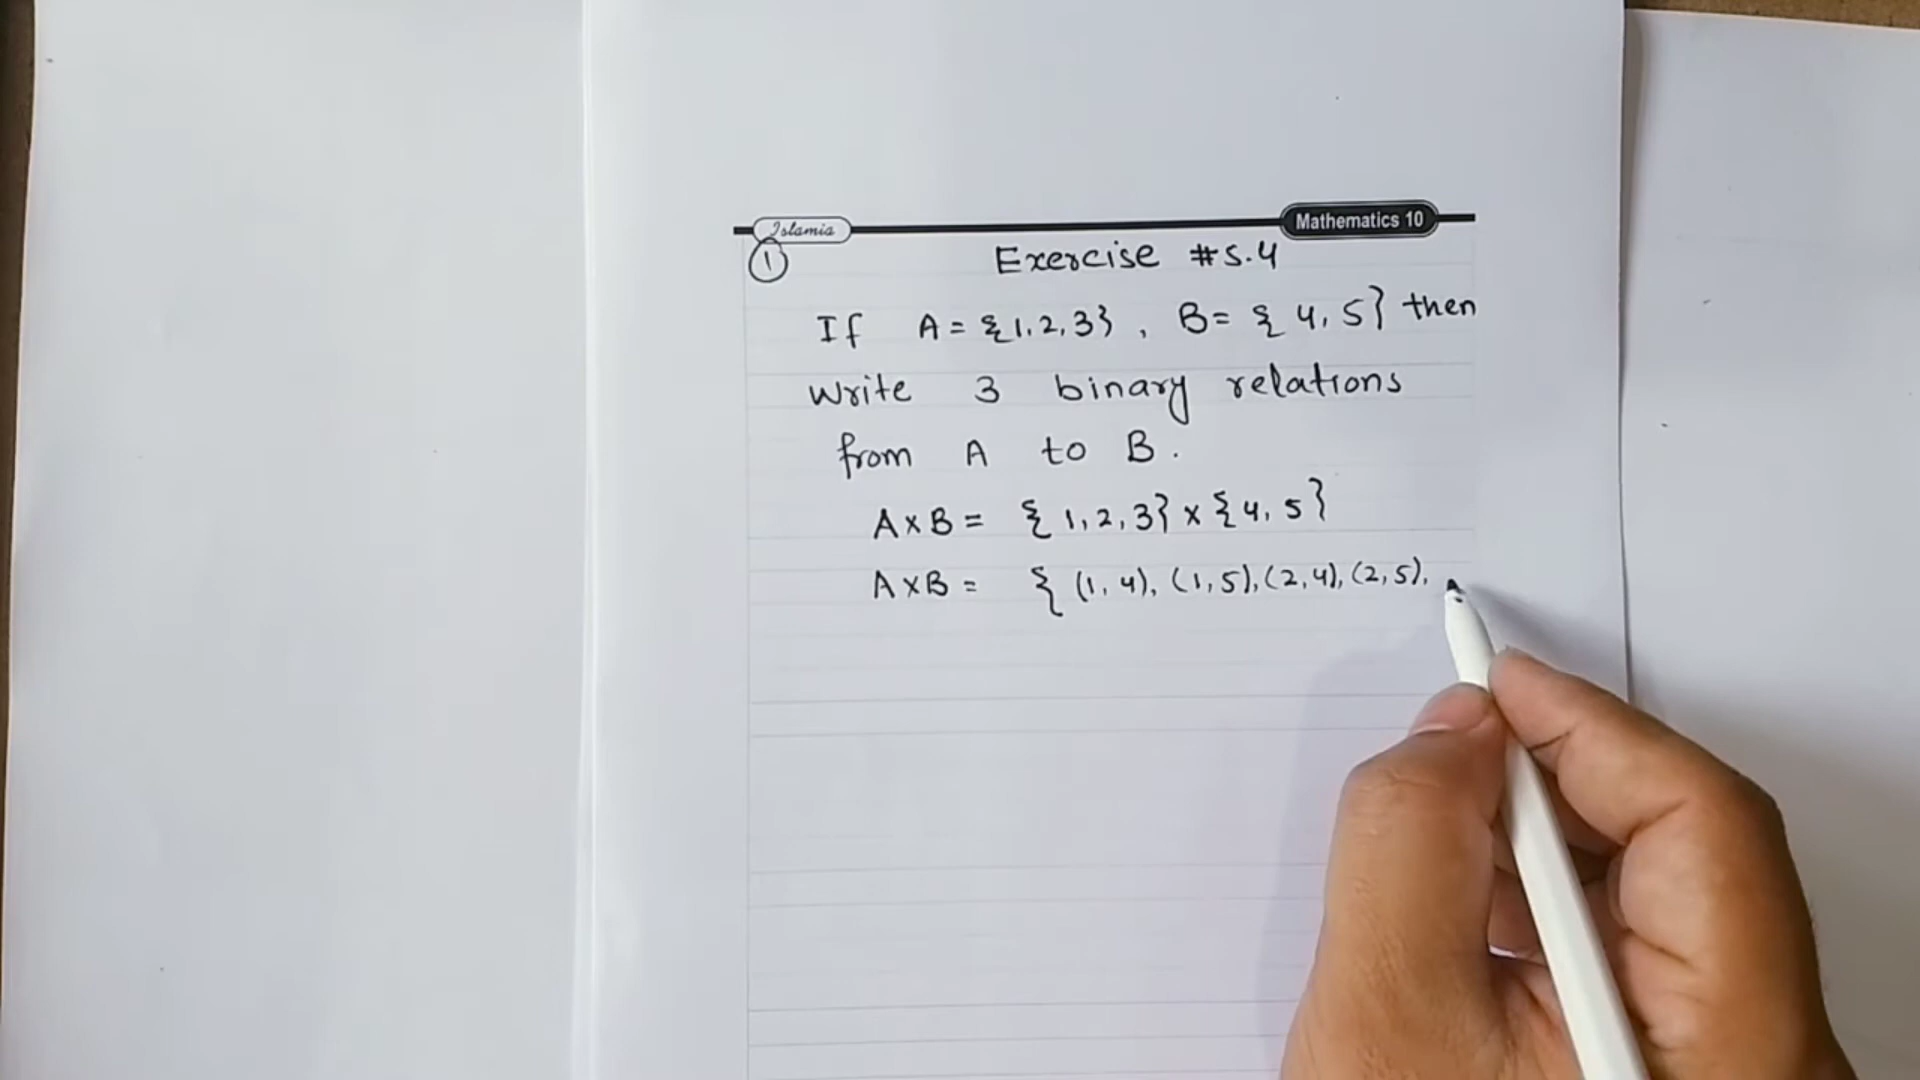 Islamia
Mathematics 10
1
Exercise #5.4
If A = {1,2,3} , B = { 4, 5} then
Write 3 binary relations
from A to B.
A×B = { 1, 2, 3} × {4, 5}
A×B = { (1, 4), (1, 5), (2, 4), (2, 5),